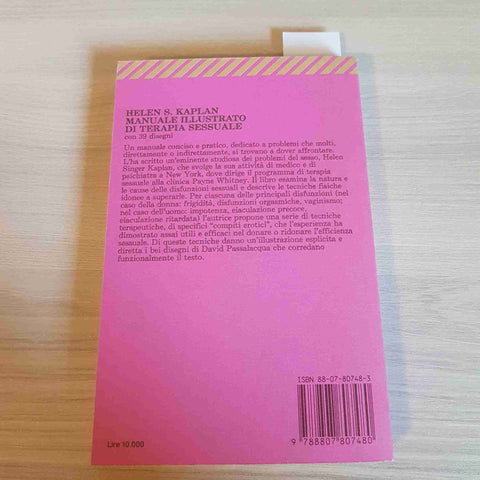 HELEN S. KAPLAN
MANUALE ILLUSTRATO
DI TERAPIA SESSUALE
con 39 disegni
Un manuale conciso e pratico, dedicato a problemi che molti,
direttamente o indirettamente, si trovano a dover affrontare.
L'ha scritto un'eminente studiosa dei problemi del sesso, Helen
Singer Kaplan, che svolge la sua attività di medico e di
psichiatra a New York, dove dirige il programma di terapia
sessuale alla clinica Payne Whitney. Il libro esamina la natura e
le cause delle disfunzioni sessuali e descrive le tecniche fisiche
idonee a superarle. Per ciascuna delle principali disfunzioni (nel
caso della donna: frigidità, disfunzioni orgasmiche, vaginismo;
nel caso dell'uomo: impotenza, eiaculazione precoce,
eiaculazione ritardata) l'autrice propone una serie di tecniche
terapeutiche, di specifici "compiti erotici", che l'esperienza ha
dimostrato assai utili e efficaci nel donare o ridonare l'efficienza
sessuale. Di queste tecniche danno un'illustrazione esplicita e
diretta i bei disegni di David Passalacqua che corredano
funzionalmente il testo.
ISBN 88-07-80748-3
9 788807 807480
Lire 10.000